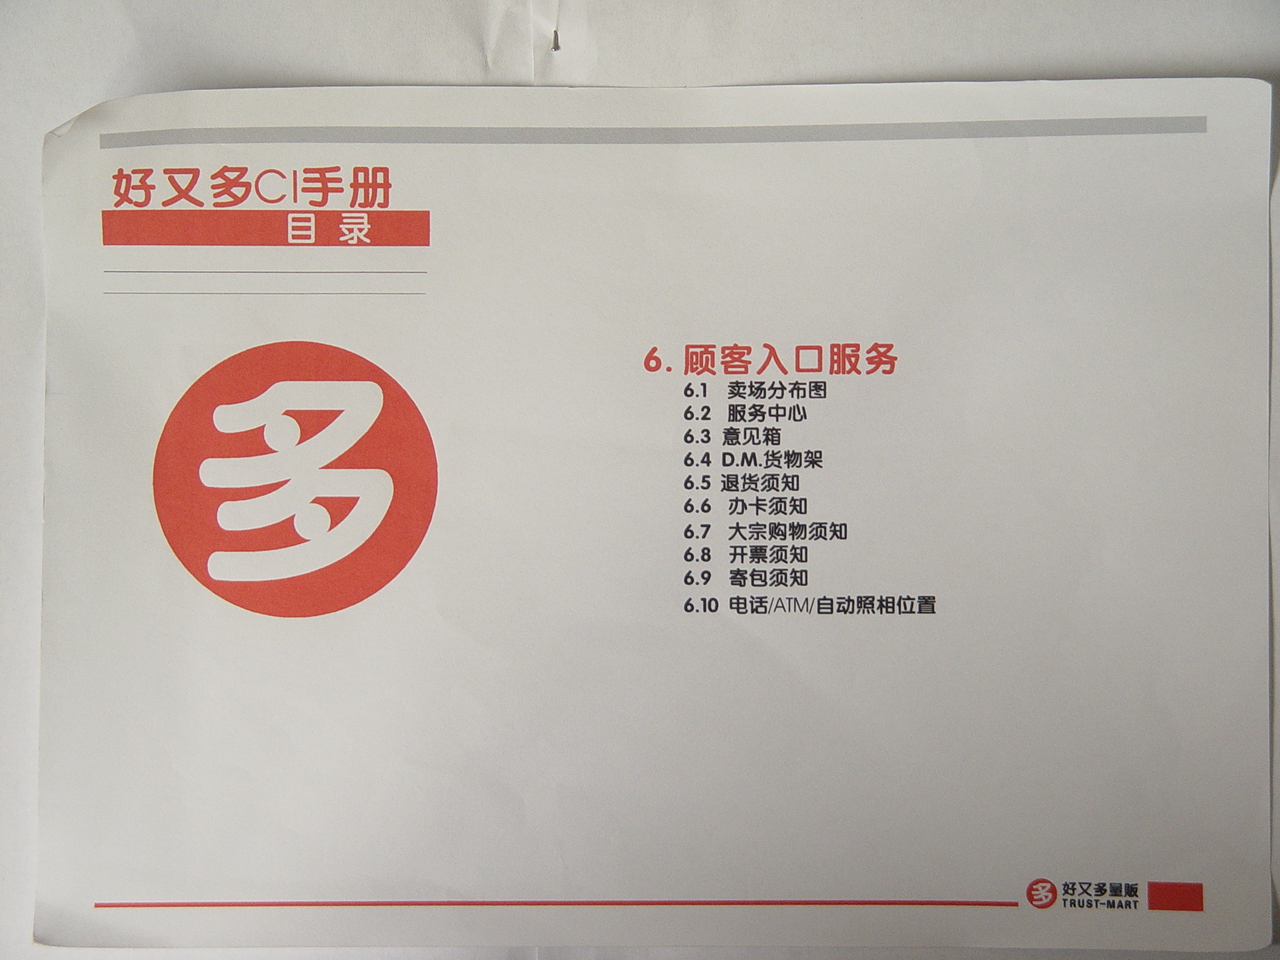 好又多CI手册
目录
多
6. 顾客入口服务
6.1 卖场分布图
6.2 服务中心
6.3 意见箱
6.4 D.M.货物架
6.5 退货须知
6.6 办卡须知
6.7 大宗购物须知
6.8 开票须知
6.9 寄包须知
6.10 电话/ATM/自动照相位置
多 好又多量贩
TRUST-MART